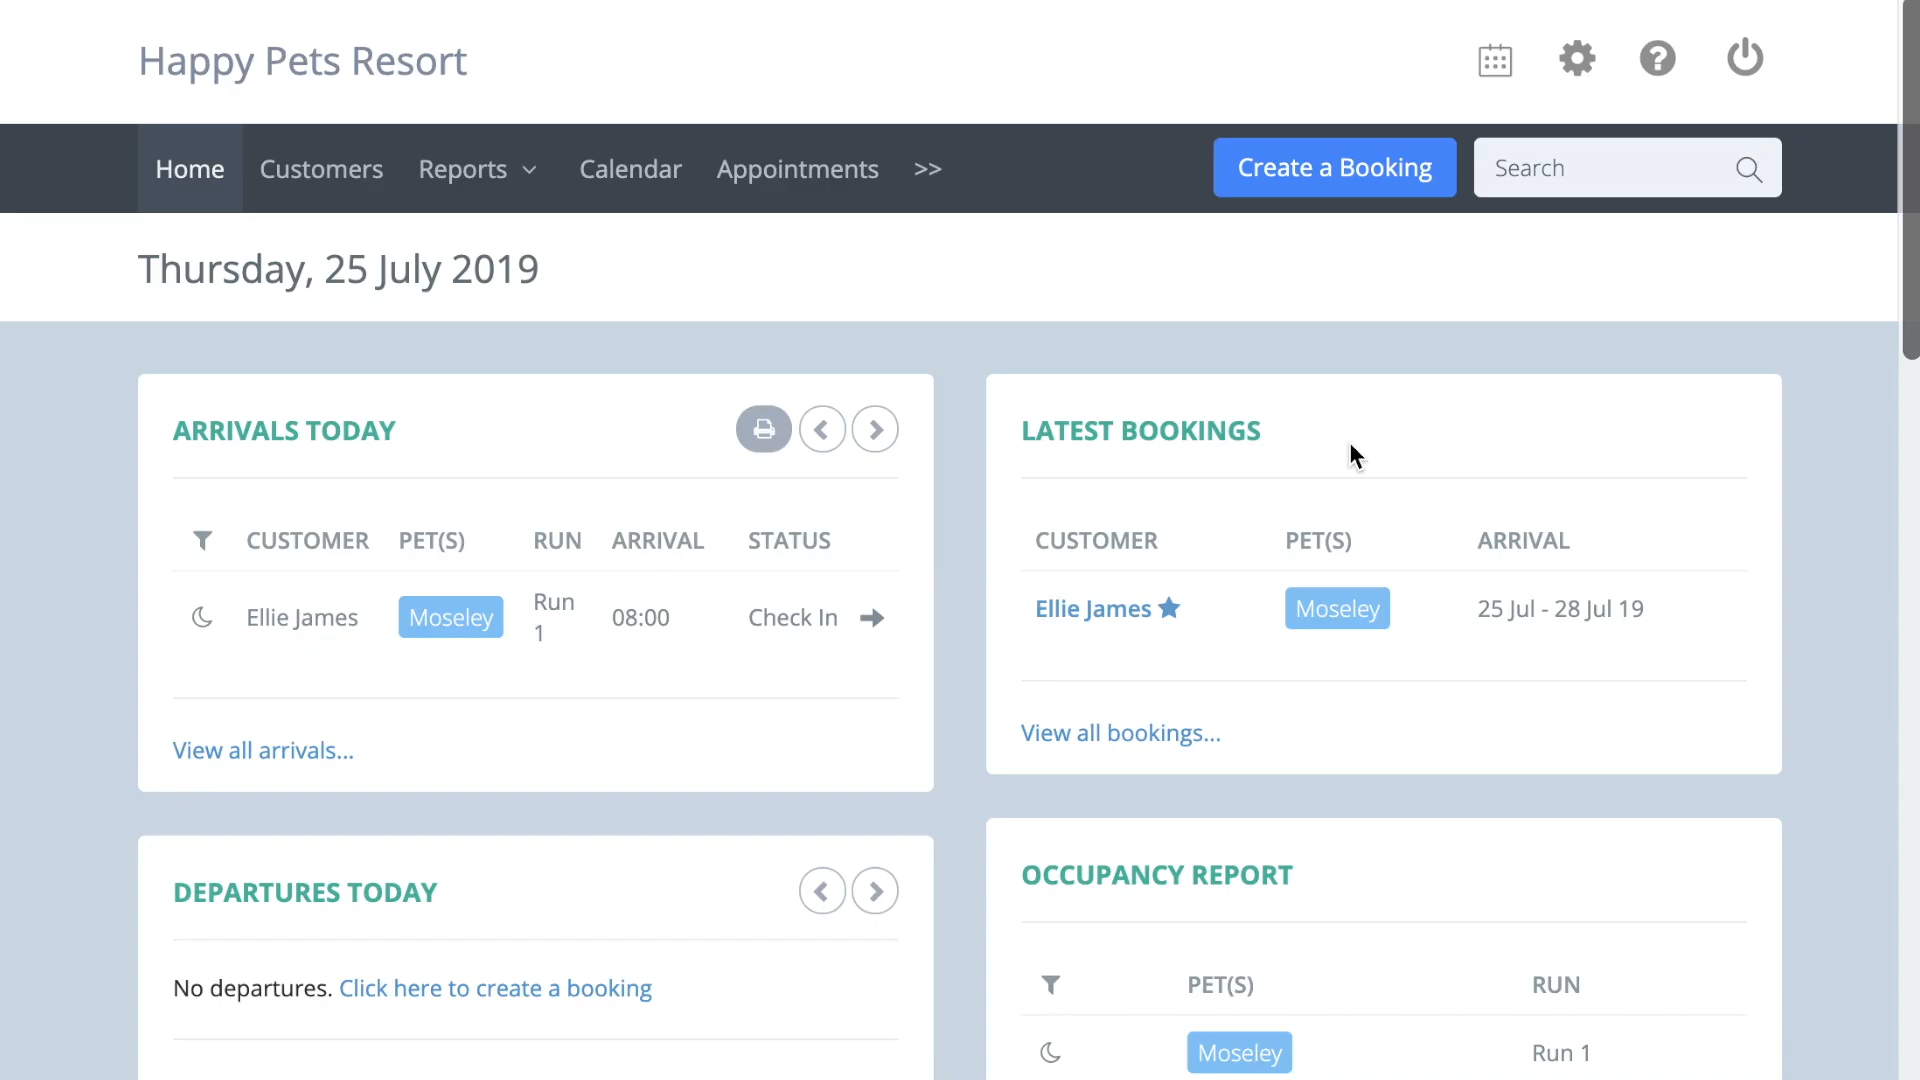 Happy Pets Resort
Home Customers Reports Calendar Appointments >> Create a Booking Search
Thursday, 25 July 2019
ARRIVALS TODAY
CUSTOMER PET(S) RUN ARRIVAL STATUS
Ellie James Moseley Run 1 08:00 Check In
View all arrivals...
LATEST BOOKINGS
CUSTOMER PET(S) ARRIVAL
Ellie James Moseley 25 Jul - 28 Jul 19
View all bookings...
DEPARTURES TODAY
No departures. Click here to create a booking
OCCUPANCY REPORT
PET(S) RUN
Moseley Run 1